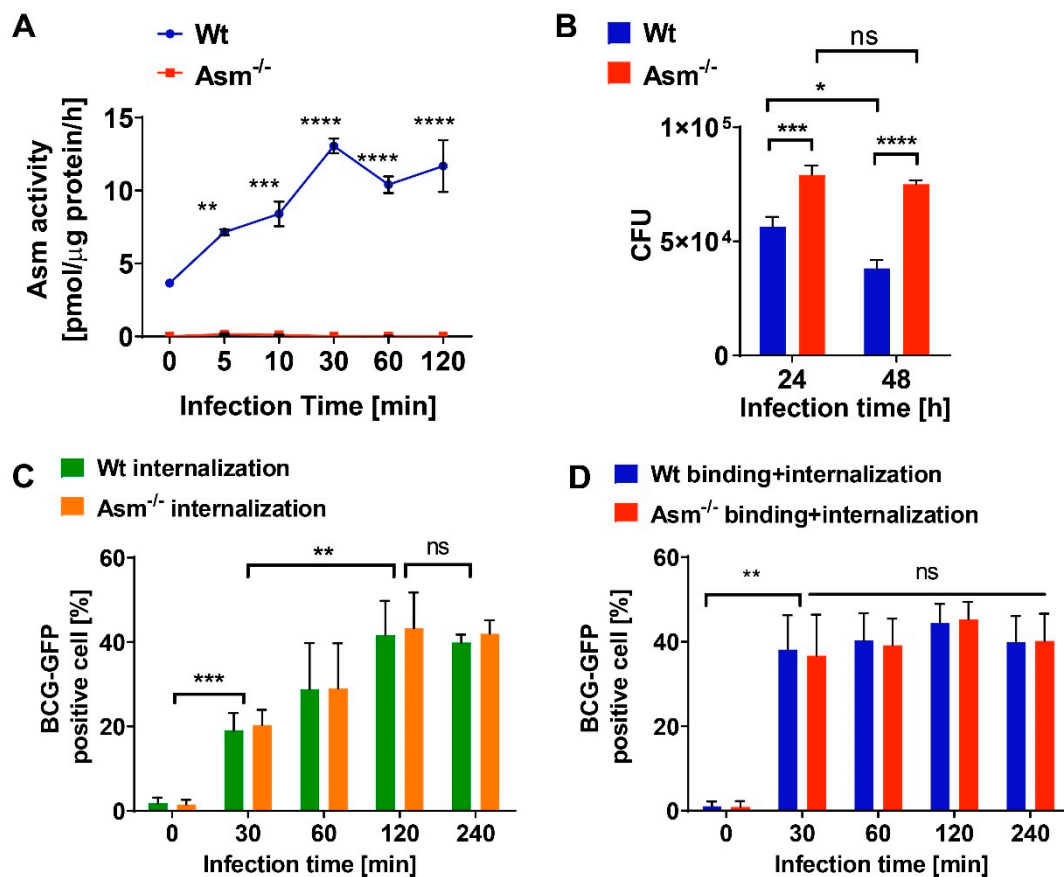 A
Wt
Asm-/-
Asm activity
[pmol/μg protein/h]
15
10
5
0
**
***
****
****
****
0 5 10 30 60 120
Infection Time [min]
B
Wt
Asm-/-
ns
*
***
****
CFU
1×10⁵
5×10⁴
0
24 48
Infection time [h]
C
Wt internalization
Asm-/- internalization
BCG-GFP
positive cell [%]
60
40
20
0
***
**
ns
0 30 60 120 240
Infection time [min]
D
Wt binding+internalization
Asm-/- binding+internalization
BCG-GFP
positive cell [%]
60
40
20
0
**
ns
0 30 60 120 240
Infection time [min]